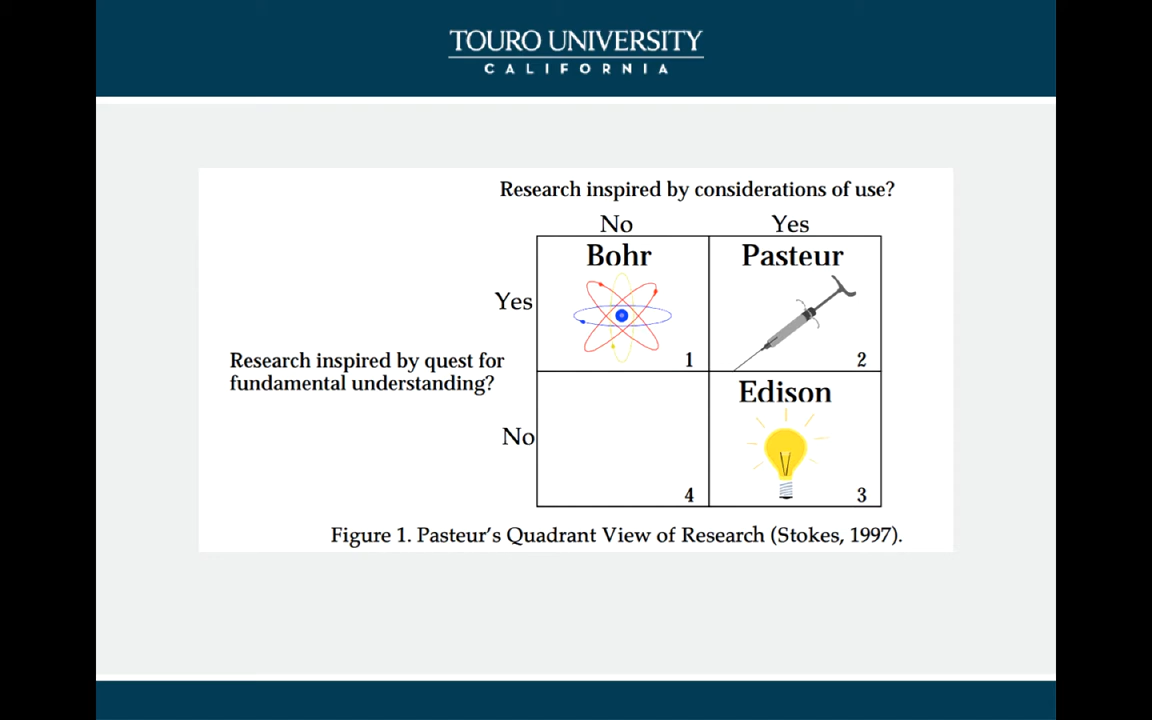 TOURO UNIVERSITY
CALIFORNIA
Research inspired by considerations of use?
No Yes
Bohr Pasteur
Yes
1 2
Research inspired by quest for
fundamental understanding?
Edison
No
4 3
Figure 1. Pasteur's Quadrant View of Research (Stokes, 1997).